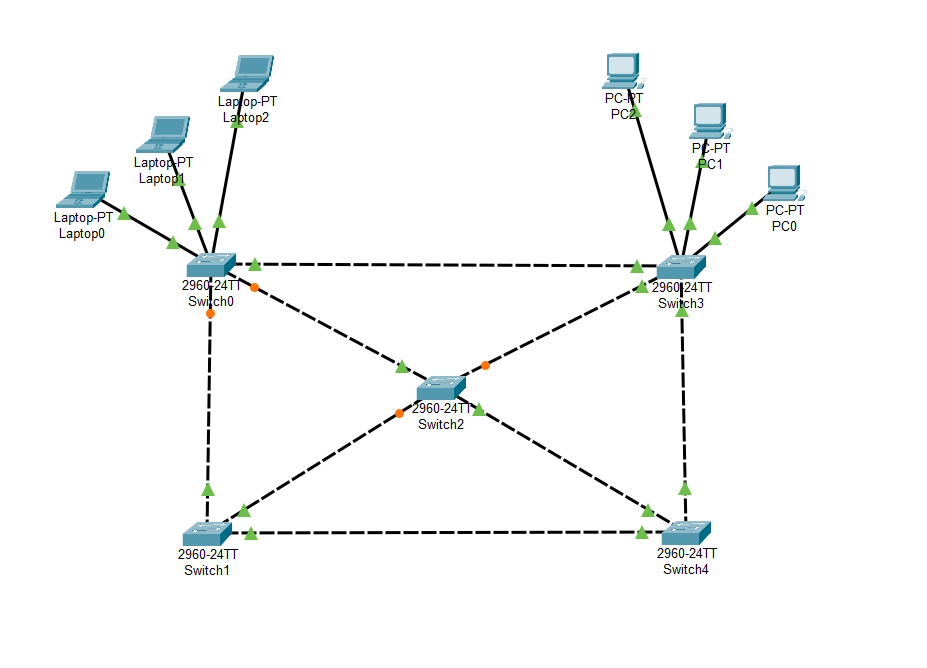 Laptop-PT
Laptop2
PC-PT
PC2
Laptop-PT
Laptop1
PC-PT
PC1
Laptop-PT
Laptop0
PC-PT
PC0
2960-24TT
Switch0
2960-24TT
Switch3
2960-24TT
Switch2
2960-24TT
Switch1
2960-24TT
Switch4